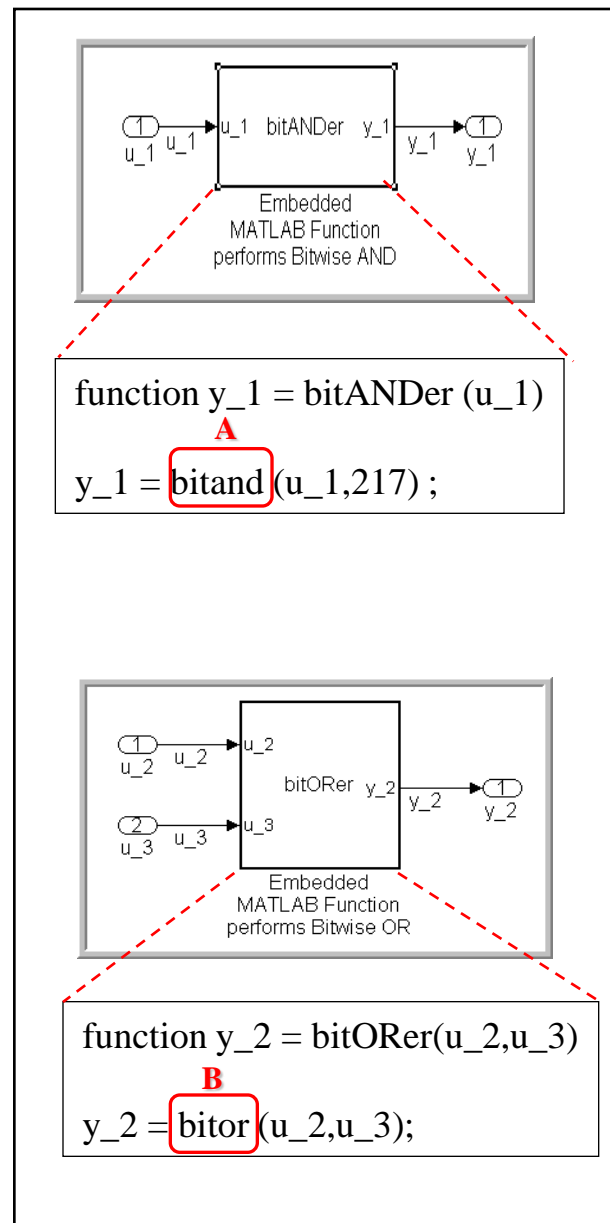 1 u_1 bitANDer y_1 1
u_1 u_1 y_1 y_1
Embedded
MATLAB Function
performs Bitwise AND
function y_1 = bitANDer (u_1)
A
y_1 = bitand (u_1,217) ;
1 u_2
u_2 u_2
bitORer y_2 1
y_2 y_2
2 u_3
u_3 u_3
Embedded
MATLAB Function
performs Bitwise OR
function y_2 = bitORer(u_2,u_3)
B
y_2 = bitor (u_2,u_3);